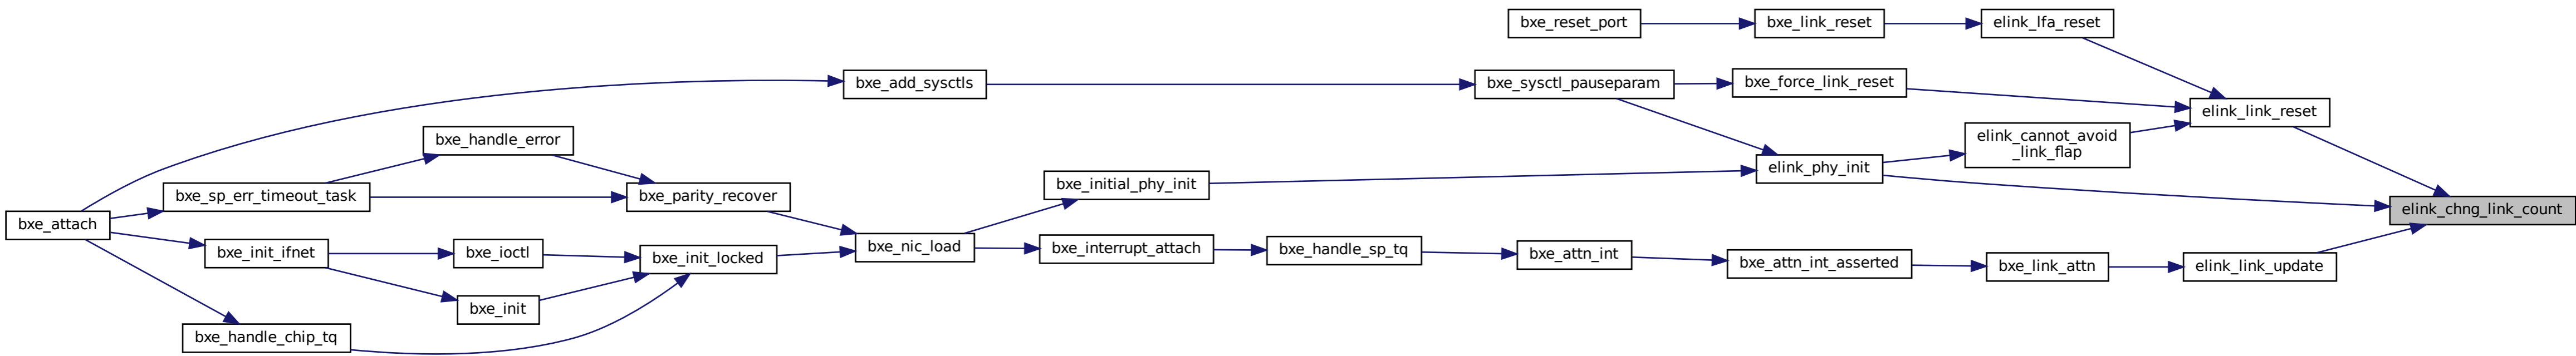 bxe_reset_port
bxe_link_reset
elink_lfa_reset
bxe_add_sysctls
bxe_sysctl_pauseparam
bxe_force_link_reset
elink_link_reset
bxe_handle_error
elink_cannot_avoid
_link_flap
elink_phy_init
bxe_sp_err_timeout_task
bxe_parity_recover
bxe_initial_phy_init
elink_chng_link_count
bxe_attach
bxe_init_ifnet
bxe_ioctl
bxe_init_locked
bxe_nic_load
bxe_interrupt_attach
bxe_handle_sp_tq
bxe_attn_int
bxe_attn_int_asserted
bxe_link_attn
elink_link_update
bxe_init
bxe_handle_chip_tq